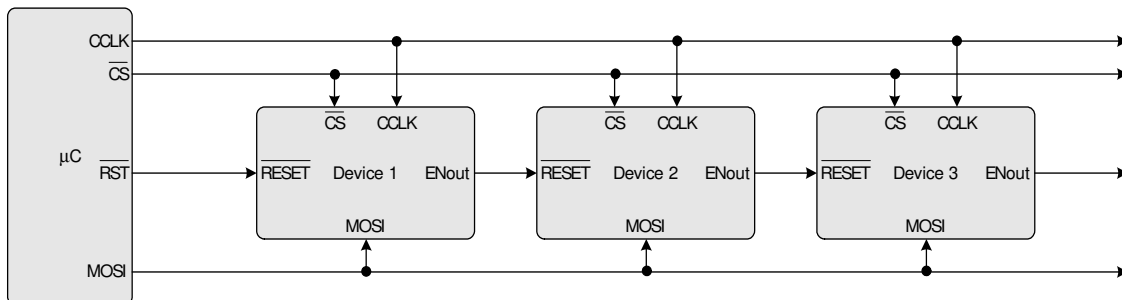 CCLK
CS
CS CCLK CS CCLK CS CCLK
μC RST RESET Device 1 ENout RESET Device 2 ENout RESET Device 3 ENout
MOSI MOSI MOSI
MOSI